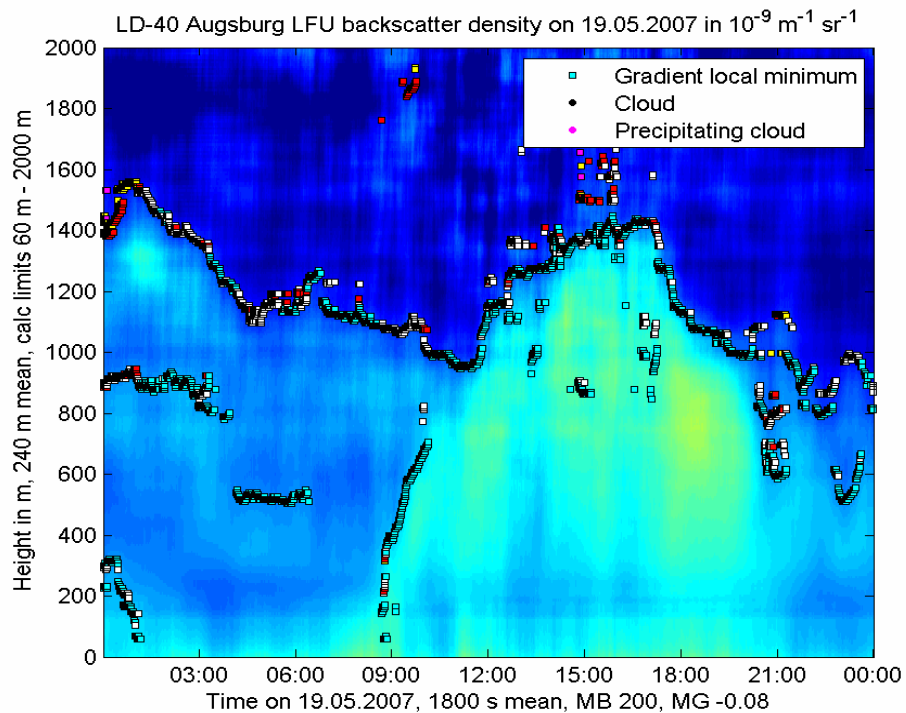 LD-40 Augsburg LFU backscatter density on 19.05.2007 in 10⁻⁹ m⁻¹ sr⁻¹
Gradient local minimum
Cloud
Precipitating cloud
Height in m, 240 m mean, calc limits 60 m - 2000 m
2000
1800
1600
1400
1200
1000
800
600
400
200
0
03:00 06:00 09:00 12:00 15:00 18:00 21:00 00:00
Time on 19.05.2007, 1800 s mean, MB 200, MG -0.08